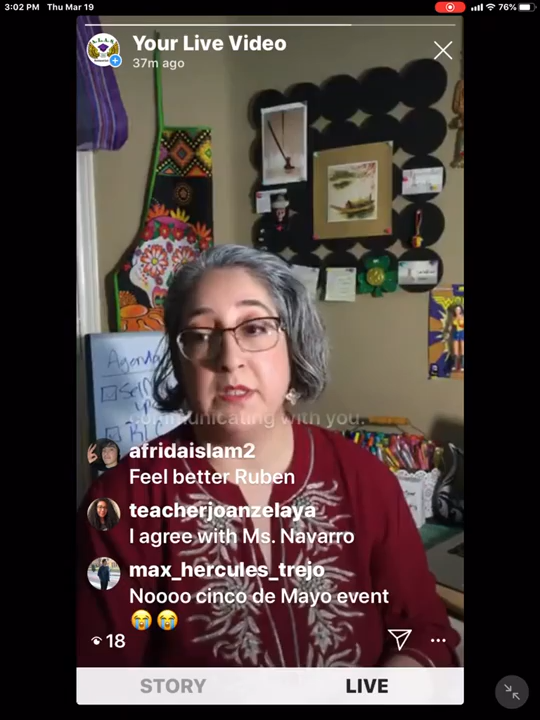 3:02 PM Thu Mar 19
76%
Your Live Video
37m ago
Agenda
communicating with you.
afridaislam2
Feel better Ruben
teacherjoanzelaya
I agree with Ms. Navarro
max_hercules_trejo
Noooo cinco de Mayo event
😭😭
18
STORY
LIVE